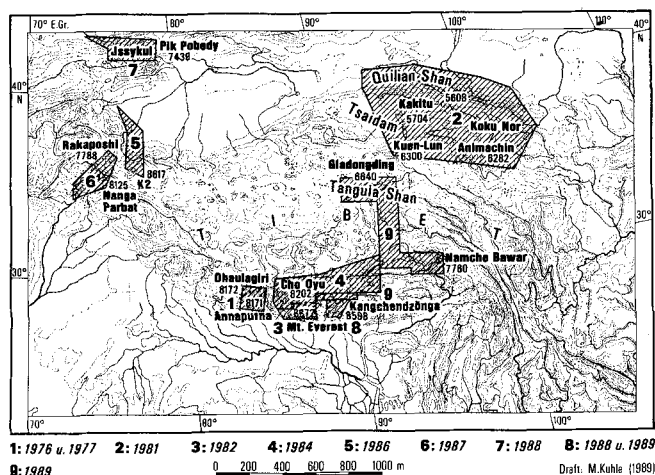 70° E.Gr. 80° 90° 100° 110°
40°
N
Jssykul Pik Pobedy
7439
7
Quilian Shan
Kakitu 5808
5704 2 Koku Nor
Tsaidam
Kuen-Lun Animachin
6300 6282
40°
N
5
Rakaposhi
7788
6 8125 K2 8617
Nanga
Parbat
Gladongding
6640
Tangula Shan
T I B E T
9
30°
Namche Bawar
7760
30°
Dhaulagiri
8172
1 8171
Annapurna
Cho Oyu
8202
4
9
Kangchendzönga
8598
3 Mt. Everest 8
70° 80° 90° 100°
1: 1976 u. 1977 2: 1981 3: 1982 4: 1984 5: 1986 6: 1987 7: 1988 8: 1988 u. 1989
9: 1989 0 200 400 600 800 1000 m Draft: M.Kuhle (1989)